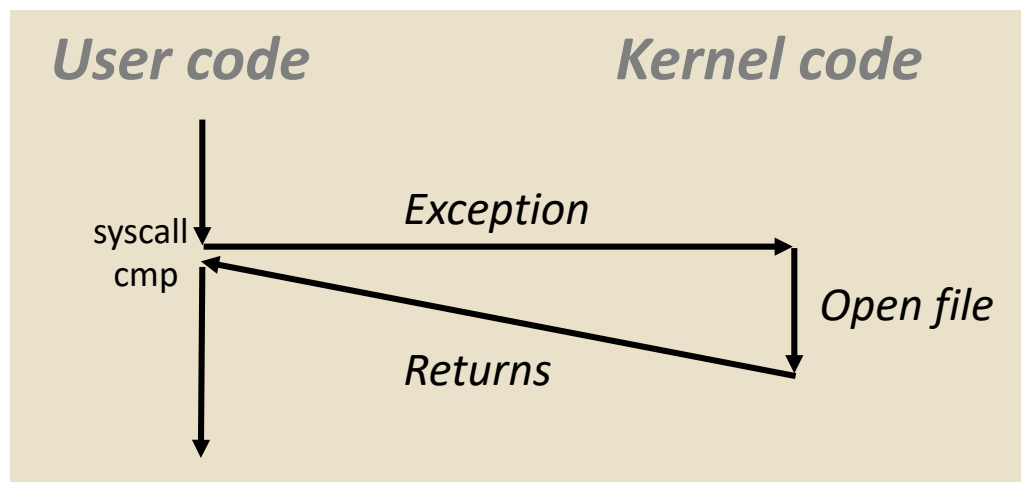 User code
Kernel code
Exception
syscall
cmp
Open file
Returns